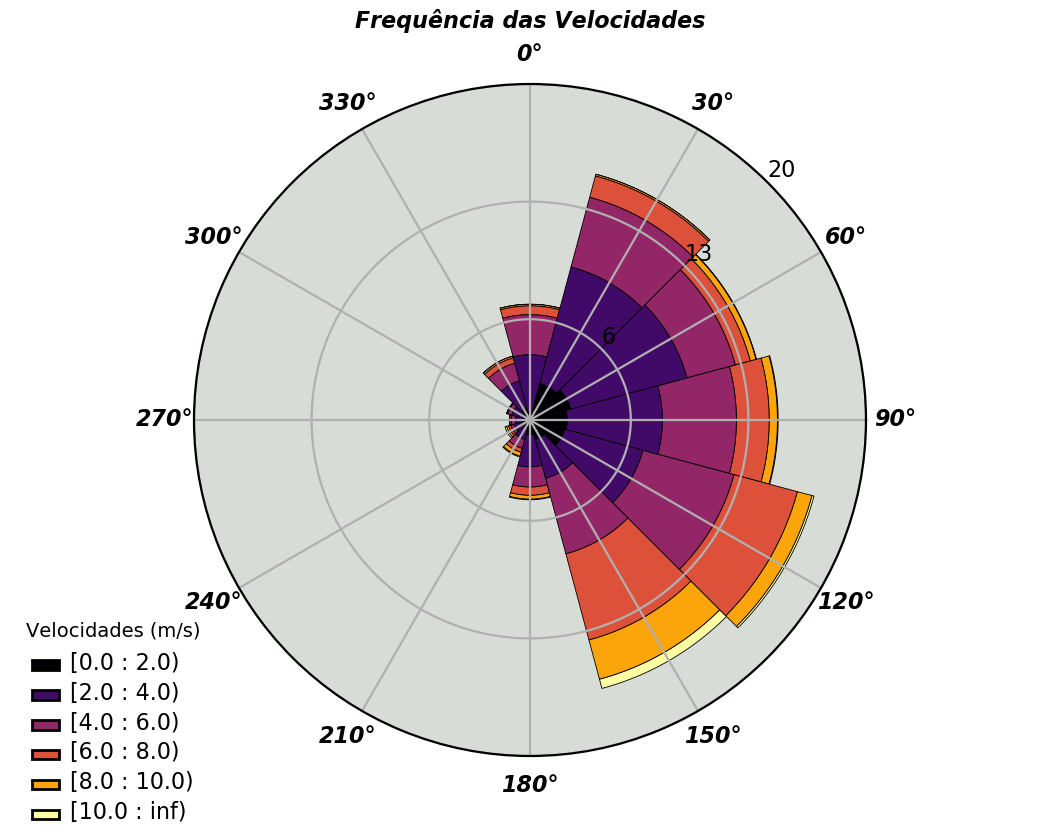 Frequência das Velocidades
0°
330°
30°
20
300°
60°
13
6
270°
90°
240°
120°
210°
150°
180°
Velocidades (m/s)
[0.0 : 2.0)
[2.0 : 4.0)
[4.0 : 6.0)
[6.0 : 8.0)
[8.0 : 10.0)
[10.0 : inf)